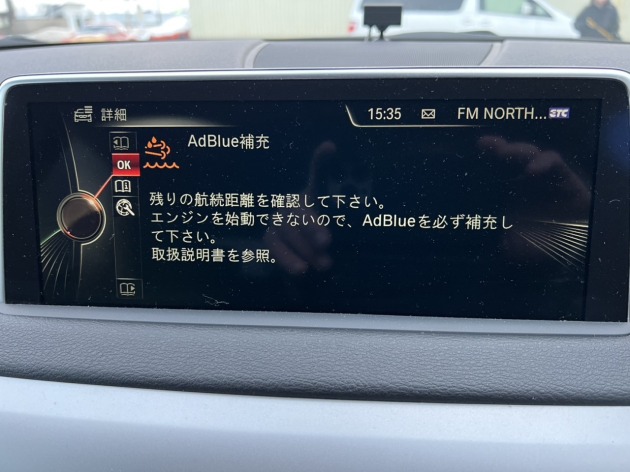 詳細
15:35 FM NORTH... ETC
AdBlue補充
OK
残りの航続距離を確認して下さい。
エンジンを始動できないので、AdBlueを必ず補充し
て下さい。
取扱説明書を参照。